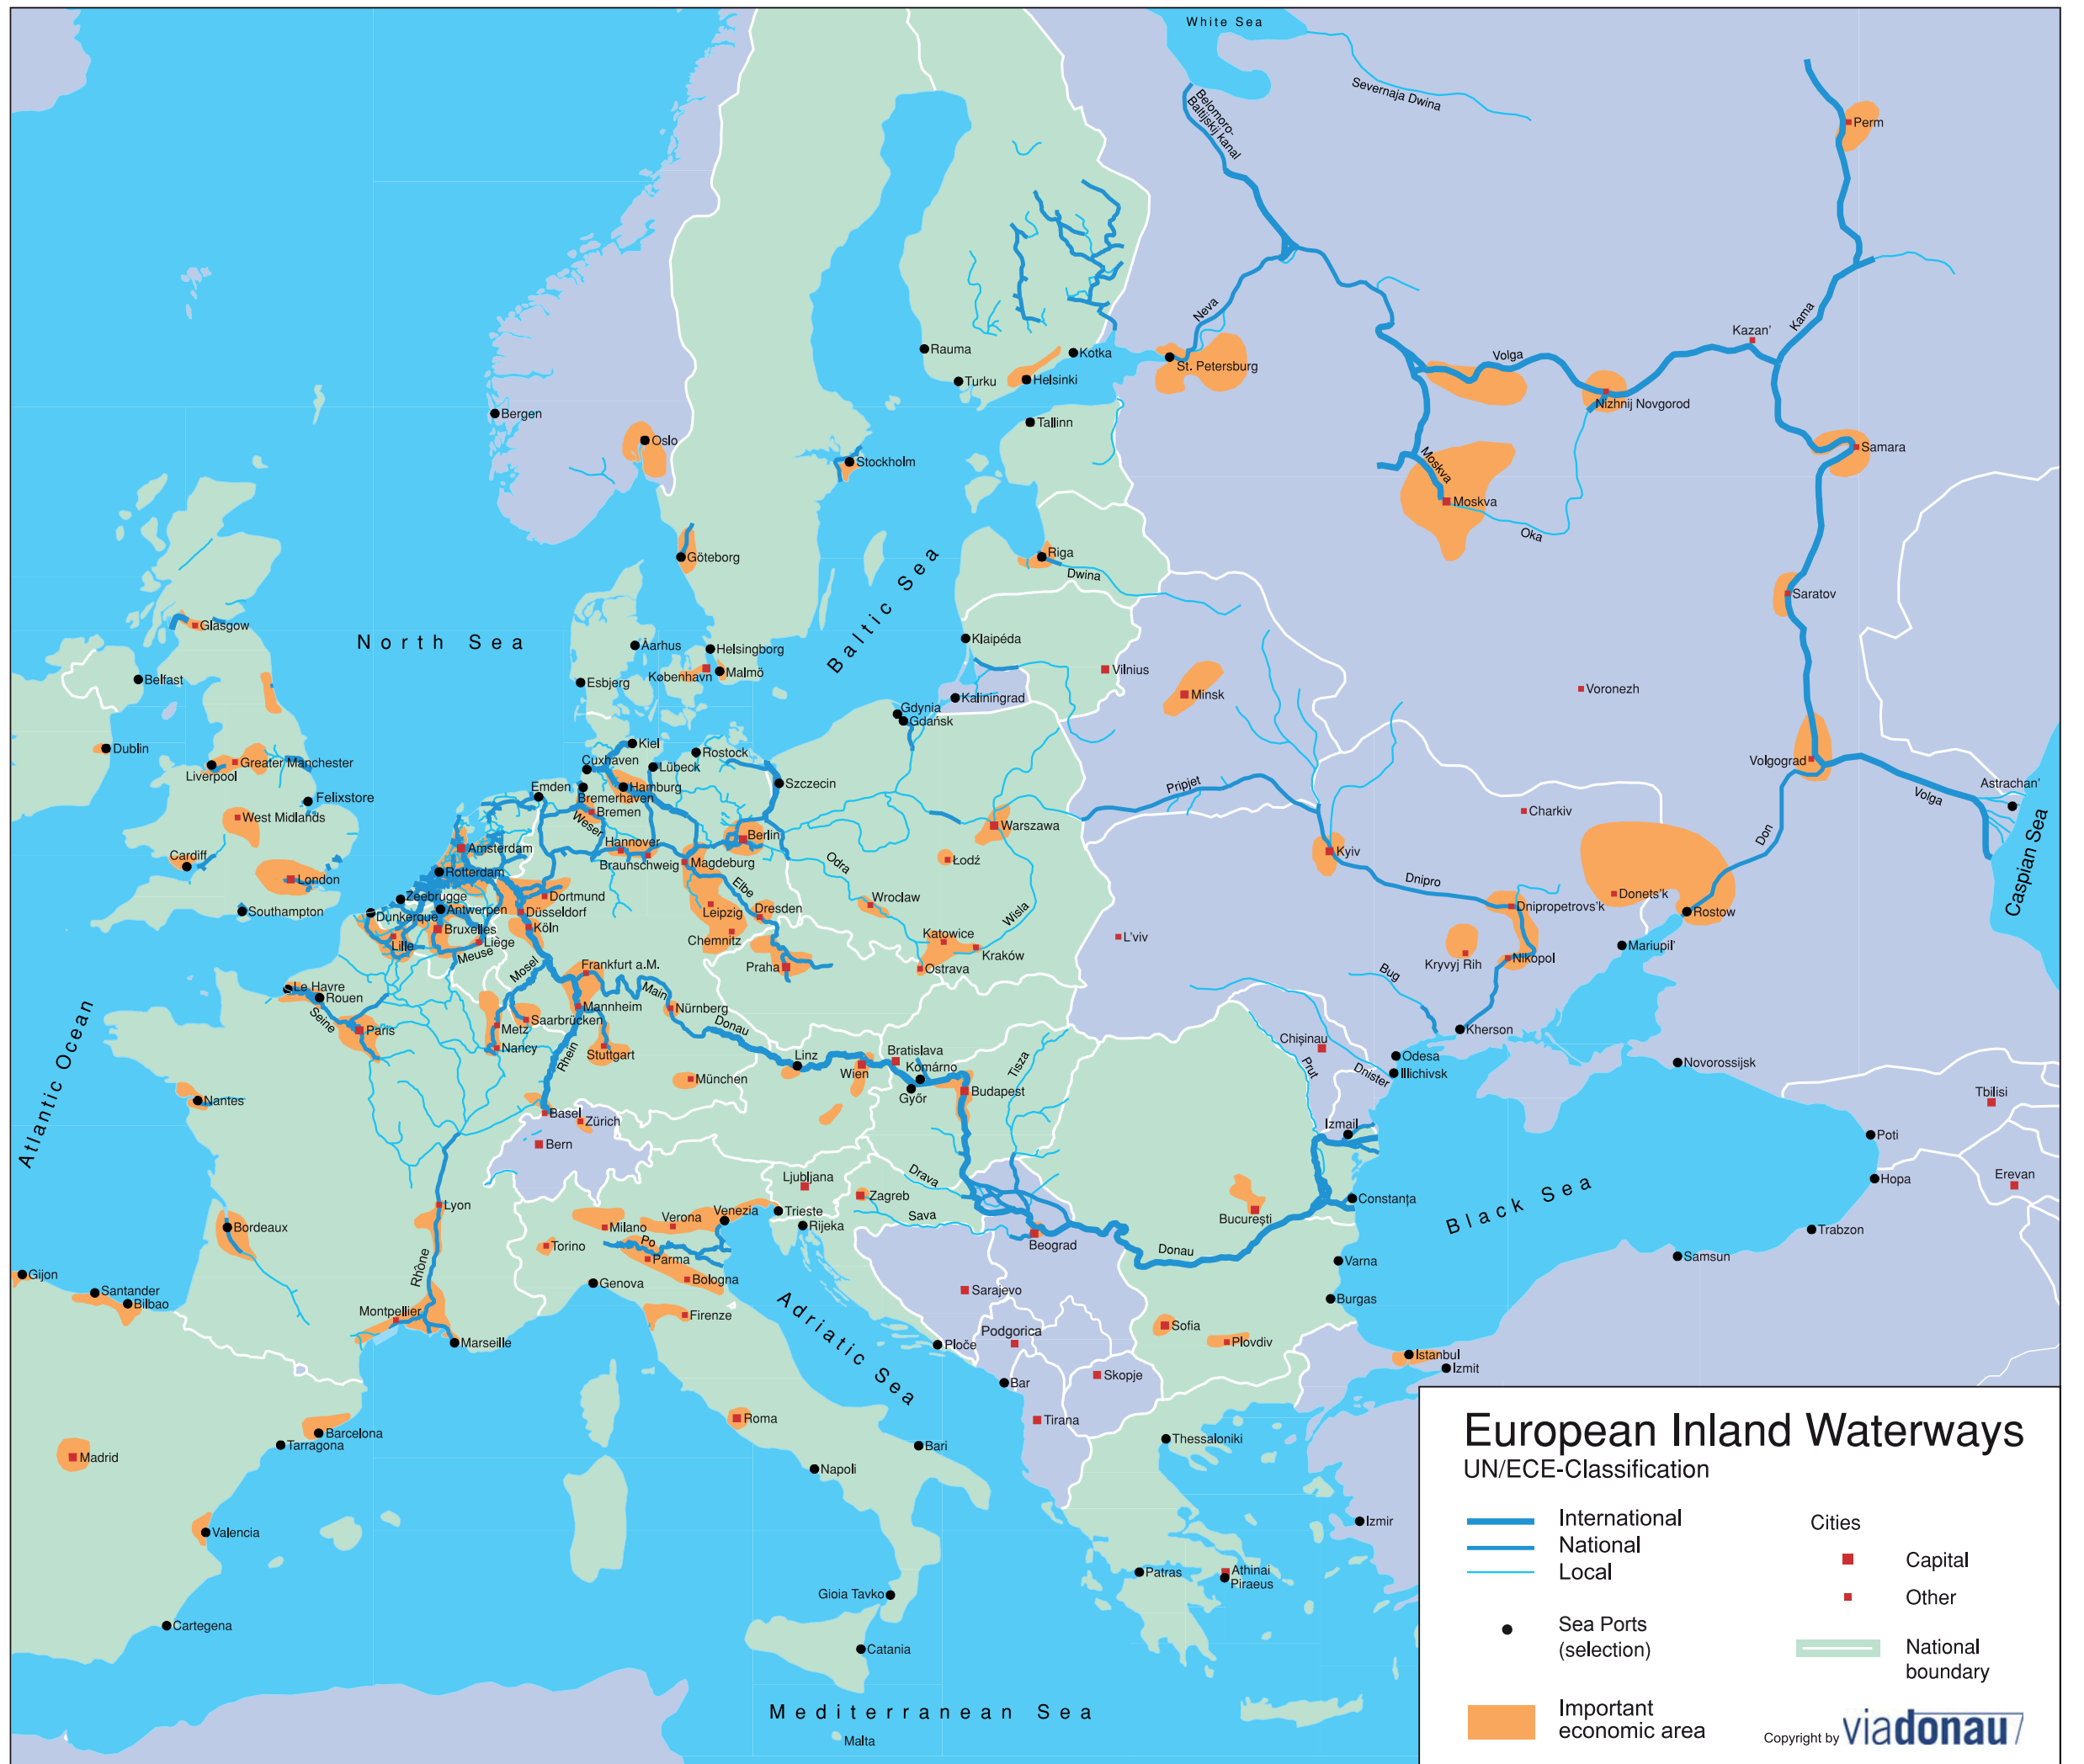 White Sea
Severnaja Dwina
Belomoro-
Baltijskij kanal
Perm
Kama
Kazan'
Neva
Volga
Rauma
Kotka
St. Petersburg
Turku
Helsinki
Nizhnij Novgorod
Bergen
Tallinn
Oslo
Stockholm
Samara
Moskva
Moskva
Oka
Göteborg
Riga
Dwina
Baltic Sea
Saratov
Glasgow
North Sea
Klaipéda
Århus
Helsingborg
Vilnius
København
Malmö
Belfast
Esbjerg
Minsk
Voronezh
Kaliningrad
Gdynia
Gdańsk
Dublin
Kiel
Rostock
Cuxhaven
Lübeck
Liverpool
Greater Manchester
Volgograd
Emden
Hamburg
Szczecin
Bremerhaven
Pripjet
Astrachan'
Volga
Felixstore
Bremen
Charkiv
West Midlands
Weser
Warszawa
Caspian Sea
Berlin
Don
Hannover
Kyiv
Amsterdam
Braunschweig
Magdeburg
Łodź
Cardiff
Odra
Rotterdam
London
Elbe
Dnipro
Zeebrugge
Dortmund
Donets'k
Wrocław
Southampton
Antwerpen
Düsseldorf
Leipzig
Dresden
Dnipropetrovs'k
Rostow
Dunkerque
Wisla
Bruxelles
Köln
Chemnitz
Katowice
L'viv
Lille
Liège
Mariupil'
Meuse
Kraków
Mosel
Frankfurt a.M.
Praha
Ostrava
Kryvyj Rih
Nikopol
Bug
Le Havre
Rouen
Main
Mannheim
Nürnberg
Seine
Paris
Saarbrücken
Metz
Donau
Kherson
Atlantic Ocean
Nancy
Stuttgart
Chişinau
Rhein
Linz
Bratislava
Odesa
Novorossijsk
Wien
Komárno
Tisza
Prut
Dnister
Illichivsk
München
Győr
Budapest
Tbilisi
Nantes
Basel
Zürich
Izmail
Poti
Bern
Ljubljana
Drava
Hopa
Erevan
Zagreb
Constanţa
Black Sea
Lyon
Venezia
Trieste
Sava
Bucureşti
Verona
Milano
Rijeka
Bordeaux
Trabzon
Po
Torino
Beograd
Donau
Samsun
Parma
Varna
Rhône
Gijon
Bologna
Genova
Santander
Sarajevo
Bilbao
Adriatic Sea
Burgas
Montpellier
Firenze
Sofia
Podgorica
Marseille
Ploče
Plovdiv
Istanbul
Izmit
Skopje
Bar
Roma
Tirana
Barcelona
Tarragona
Thessaloniki
Bari
Madrid
Napoli
Izmir
Valencia
Patras
Athinai
Piraeus
Gioia Tavko
Cartegena
Catania
Mediterranean Sea
Malta
European Inland Waterways
UN/ECE-Classification
International
National
Local
Sea Ports
(selection)
Important
economic area
Cities
Capital
Other
National
boundary
Copyright by viadonau